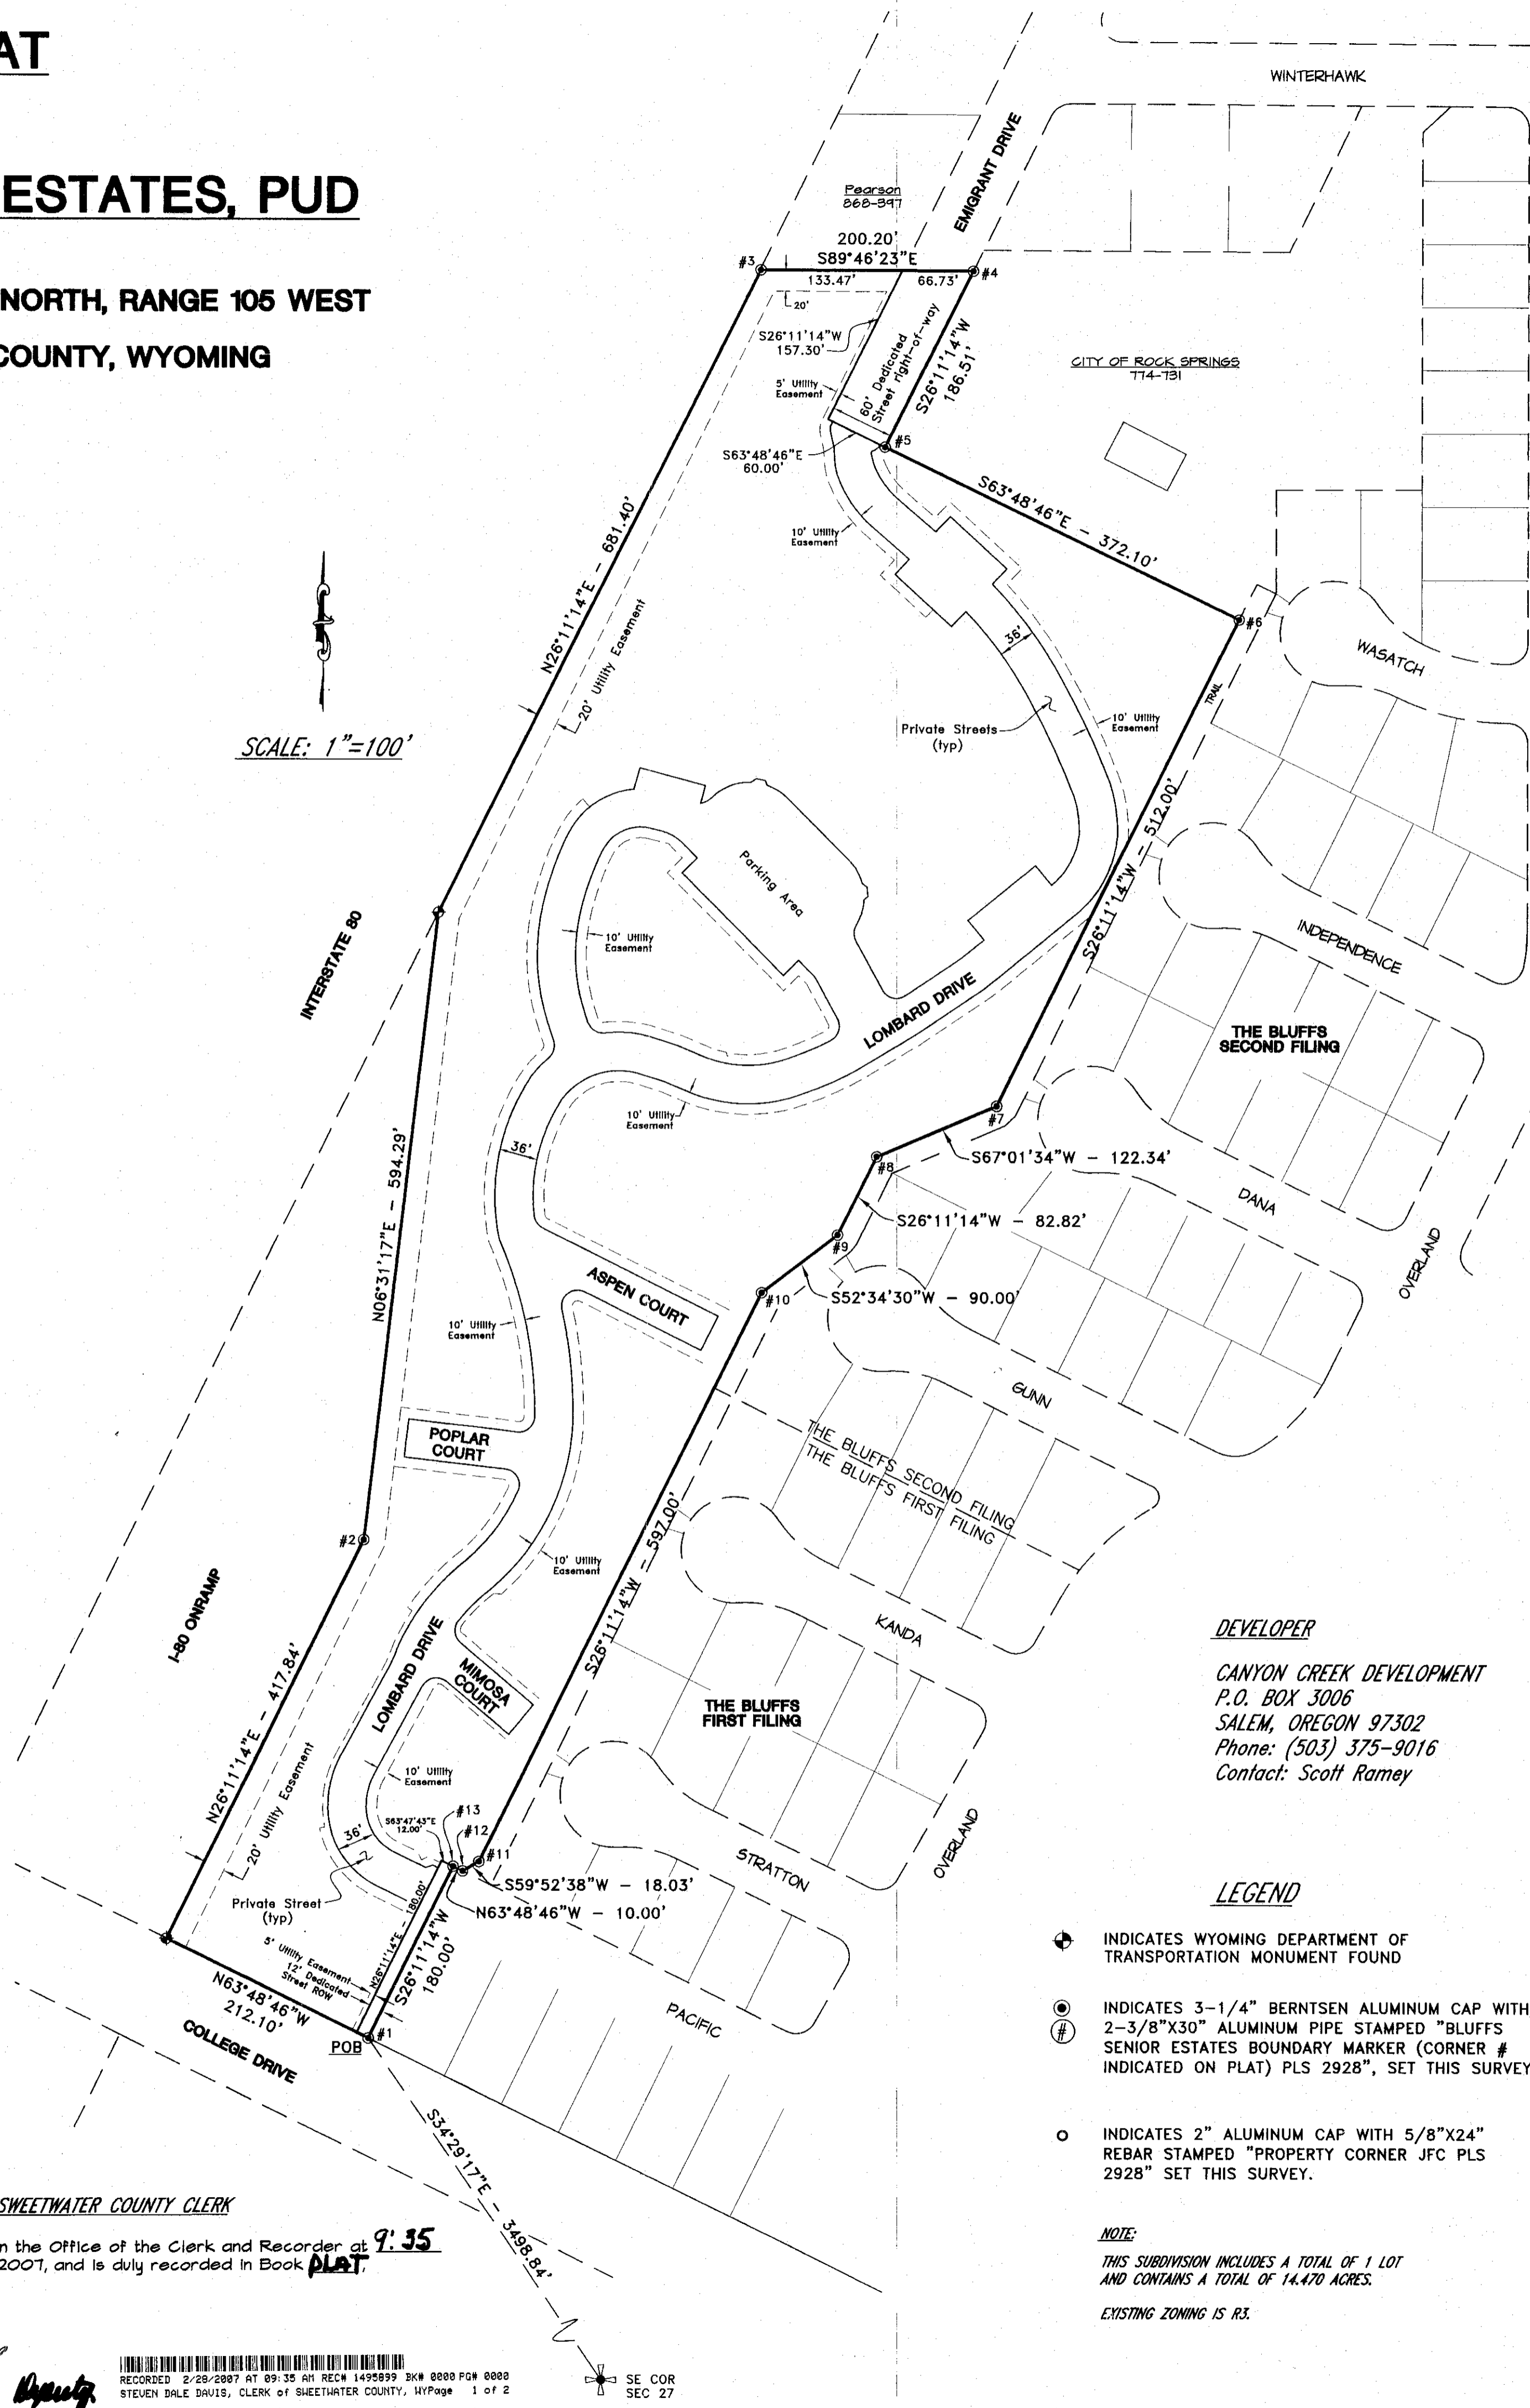 AT
ESTATES, PUD
NORTH, RANGE 105 WEST
COUNTY, WYOMING
WINTERHAWK
EMIGRANT DRIVE
Pearson
868-397
200.20'
S89°46'23"E
#3
#4
133.47'
66.73'
20'
S26°11'14"W
157.30'
60' Dedicated
Street right-of-way
S26°11'14"W
186.51'
5' Utility
Easement
CITY OF ROCK SPRINGS
774-731
#5
S63°48'46"E
60.00'
S63°48'46"E - 372.10'
10' Utility
Easement
N26°11'14"E - 681.40'
20' Utility Easement
#6
36'
WASATCH
TRAIL
SCALE: 1"=100'
Private Streets
(typ)
10' Utility
Easement
S26°11'14"W - 512.00'
Parking Area
INTERSTATE 80
10' Utility
Easement
INDEPENDENCE
LOMBARD DRIVE
THE BLUFFS
SECOND FILING
10' Utility
Easement
#7
N06°31'17"E - 594.29'
36'
#8
S67°01'34"W - 122.34'
DANA
S26°11'14"W - 82.82'
#9
OVERLAND
ASPEN COURT
#10
S52°34'30"W - 90.00'
10' Utility
Easement
GUNN
POPLAR
COURT
THE BLUFFS SECOND FILING
THE BLUFFS FIRST FILING
S26°11'14"W - 597.00'
#2
10' Utility
Easement
I-80 ONRAMP
KANDA
DEVELOPER
CANYON CREEK DEVELOPMENT
P.O. BOX 3006
SALEM, OREGON 97302
Phone: (503) 375-9016
Contact: Scott Ramey
LOMBARD DRIVE
MIMOSA
COURT
THE BLUFFS
FIRST FILING
N26°11'14"E - 417.84'
20' Utility Easement
10' Utility
Easement
S63°47'43"E
12.00'
#13
#12
36'
#11
OVERLAND
STRATTON
S59°52'38"W - 18.03'
N63°48'46"W - 10.00'
LEGEND
Private Street
(typ)
5' Utility Easement
12' Dedicated
Street ROW
N26°11'14"E - 180.00'
S26°11'14"W
180.00'
INDICATES WYOMING DEPARTMENT OF
TRANSPORTATION MONUMENT FOUND
N63°48'46"W
212.10'
PACIFIC
#
INDICATES 3-1/4" BERNTSEN ALUMINUM CAP WITH
2-3/8"X30" ALUMINUM PIPE STAMPED "BLUFFS
SENIOR ESTATES BOUNDARY MARKER (CORNER #
INDICATED ON PLAT) PLS 2928", SET THIS SURVEY
COLLEGE DRIVE
#1
POB
S34°29'17"E - 3498.84'
INDICATES 2" ALUMINUM CAP WITH 5/8"X24"
REBAR STAMPED "PROPERTY CORNER JFC PLS
2928" SET THIS SURVEY.
SWEETWATER COUNTY CLERK
n the Office of the Clerk and Recorder at 9:35
2007, and is duly recorded in Book PLAT,
NOTE:
THIS SUBDIVISION INCLUDES A TOTAL OF 1 LOT
AND CONTAINS A TOTAL OF 14.470 ACRES.
EXISTING ZONING IS R3.
Deputy
RECORDED 2/28/2007 AT 09:35 AM REC# 1495899 BK# 0000 PG# 0000
STEVEN DALE DAVIS, CLERK of SWEETWATER COUNTY, WYPage 1 of 2
SE COR
SEC 27